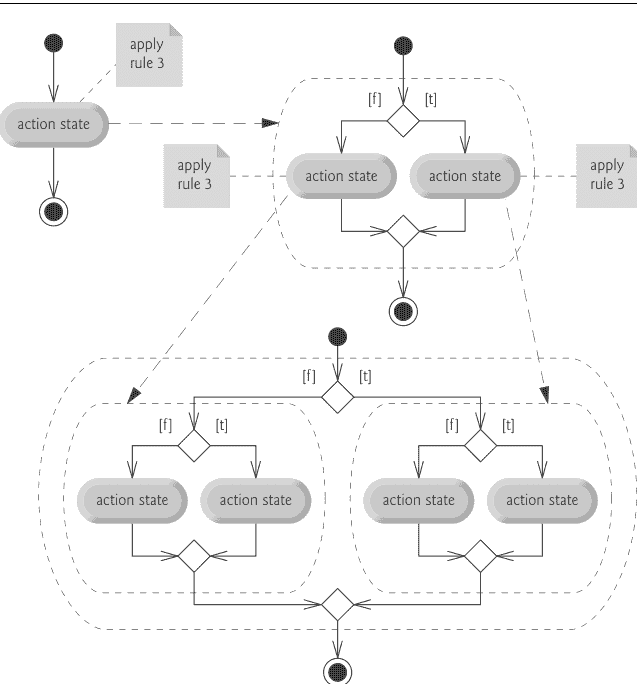 apply
rule 3
action state
[f] [t]
apply
rule 3
action state
action state
apply
rule 3
[f] [t]
[f] [t]
[f] [t]
action state
action state
action state
action state